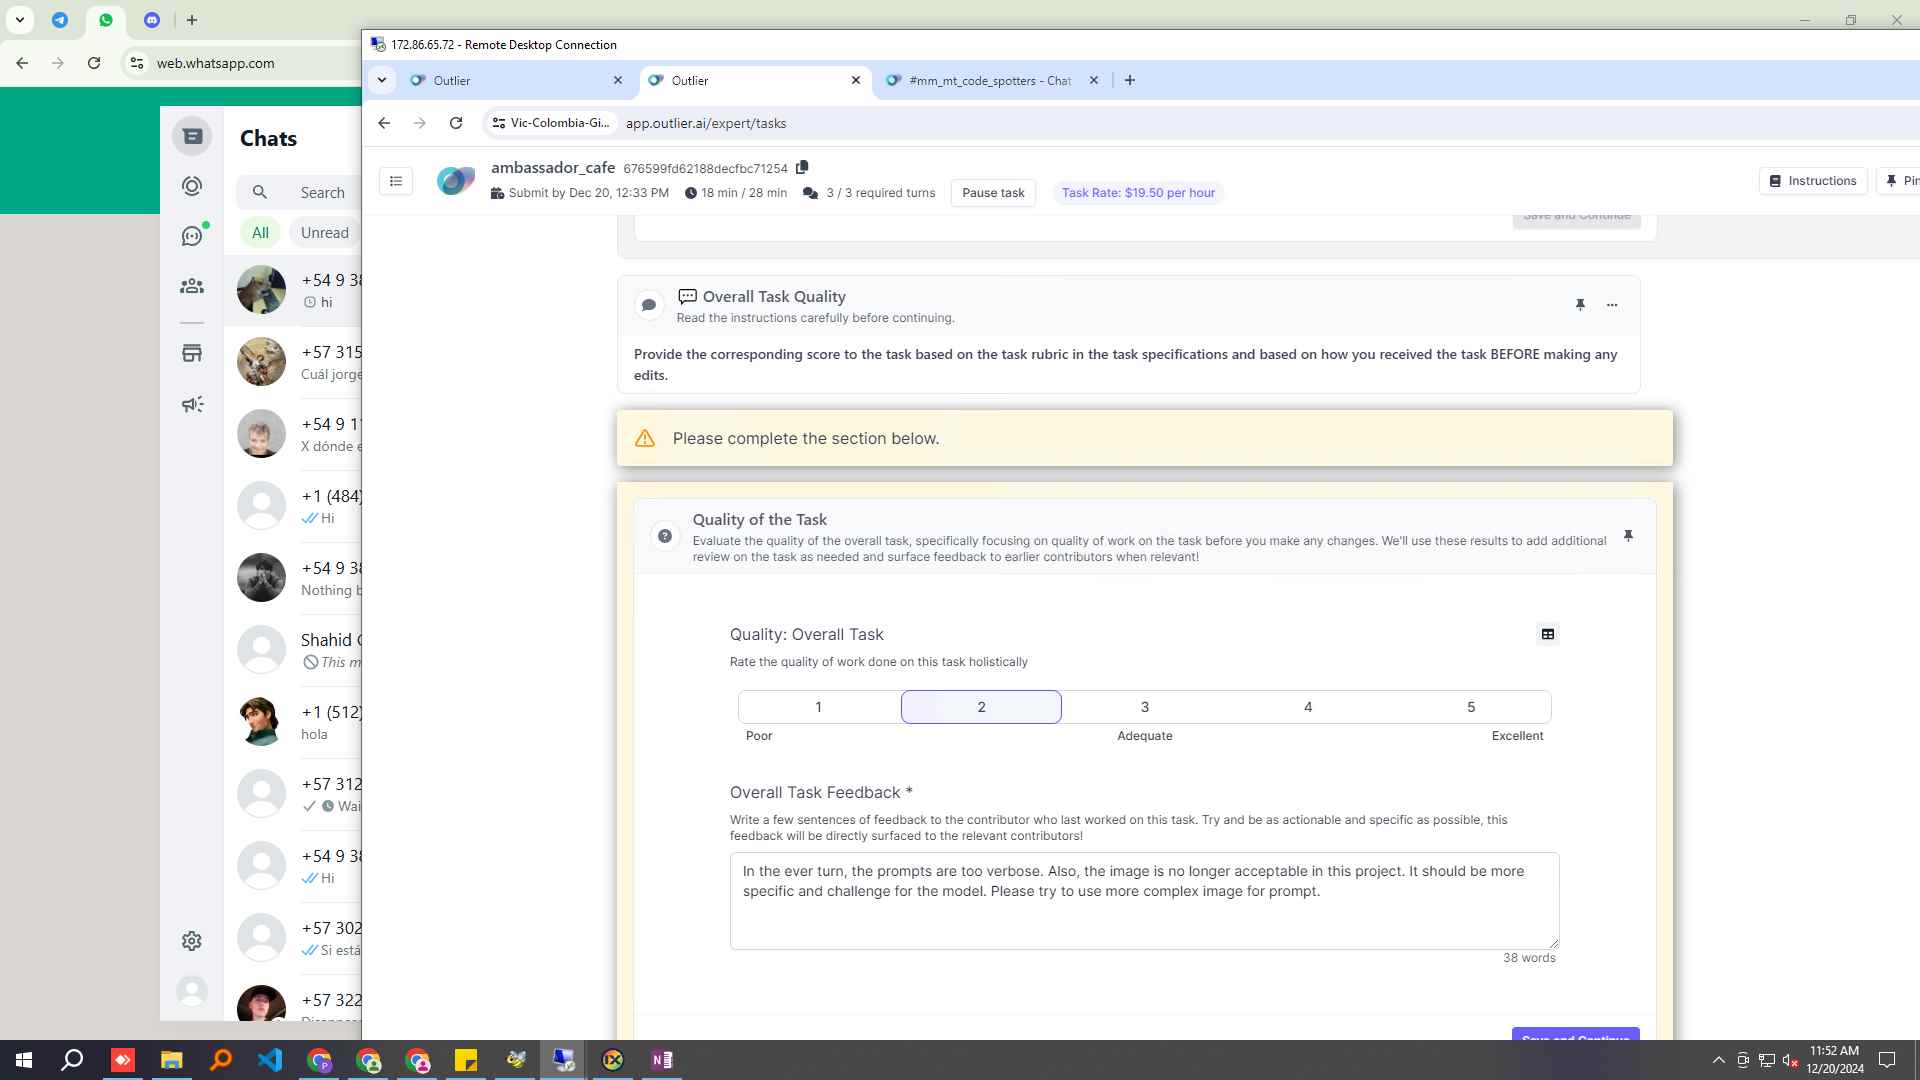 172.86.65.72 - Remote Desktop Connection
web.whatsapp.com
Outlier
Outlier
#mm_mt_code_spotters - Chat
Vic-Colombia-Gi...
app.outlier.ai/expert/tasks
Chats
Search
All
Unread
+54 9 38
hi
+57 315
Cuál jorge
+54 9 11
X dónde e
+1 (484)
Hi
+54 9 38
Nothing b
Shahid
This m
+1 (512)
hola
+57 312
Wai
+54 9 38
Hi
+57 302
Si está
+57 322
ambassador_cafe 676599fd62188decfbc71254
Submit by Dec 20, 12:33 PM
18 min / 28 min
3 / 3 required turns
Pause task
Task Rate: $19.50 per hour
Instructions
Pin
Save and Continue
Overall Task Quality
Read the instructions carefully before continuing.
Provide the corresponding score to the task based on the task rubric in the task specifications and based on how you received the task BEFORE making any
edits.
Please complete the section below.
Quality of the Task
Evaluate the quality of the overall task, specifically focusing on quality of work on the task before you make any changes. We'll use these results to add additional
review on the task as needed and surface feedback to earlier contributors when relevant!
Quality: Overall Task
Rate the quality of work done on this task holistically
1 2 3 4 5
Poor Adequate Excellent
Overall Task Feedback *
Write a few sentences of feedback to the contributor who last worked on this task. Try and be as actionable and specific as possible, this
feedback will be directly surfaced to the relevant contributors!
In the ever turn, the prompts are too verbose. Also, the image is no longer acceptable in this project. It should be more
specific and challenge for the model. Please try to use more complex image for prompt.
38 words
Save and Continue
11:52 AM
12/20/2024